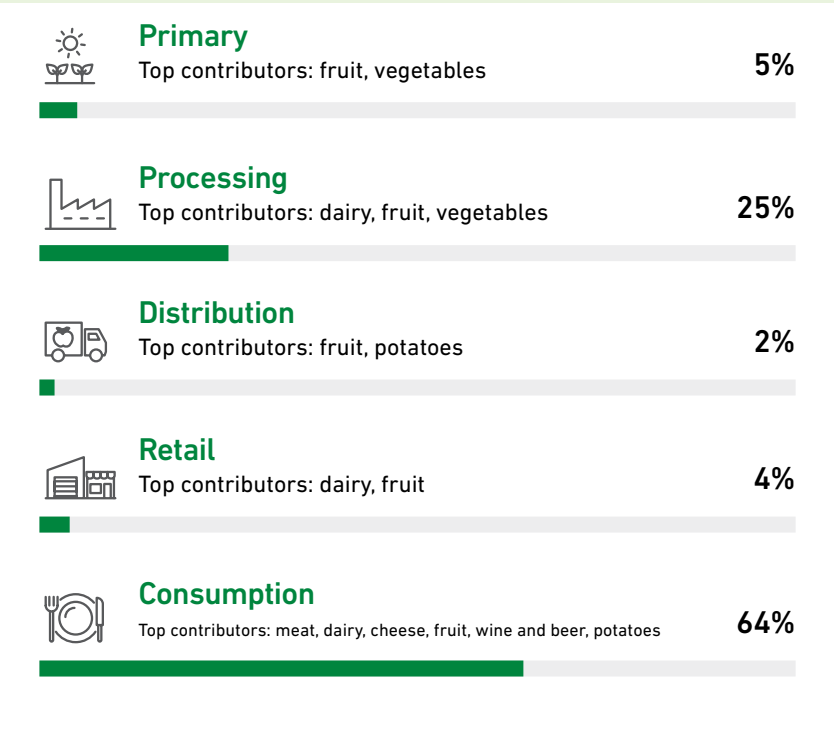 Primary
Top contributors: fruit, vegetables
5%
Processing
Top contributors: dairy, fruit, vegetables
25%
Distribution
Top contributors: fruit, potatoes
2%
Retail
Top contributors: dairy, fruit
4%
Consumption
Top contributors: meat, dairy, cheese, fruit, wine and beer, potatoes
64%